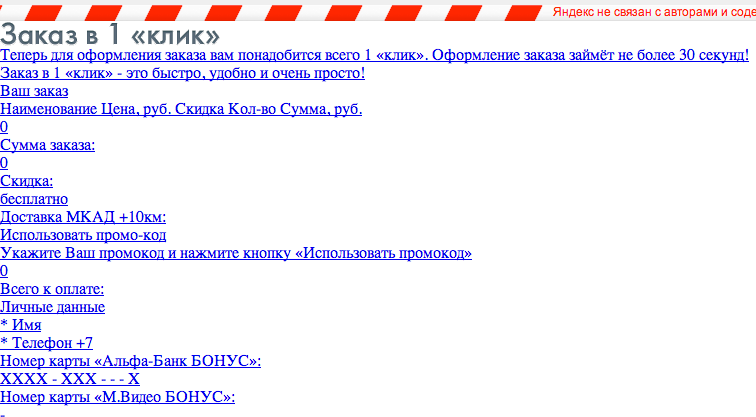 Яндекс не связан с авторами и соде
Заказ в 1 «клик»
Теперь для оформления заказа вам понадобится всего 1 «клик». Оформление заказа займёт не более 30 секунд!
Заказ в 1 «клик» - это быстро, удобно и очень просто!
Ваш заказ
Наименование Цена, руб. Скидка Кол-во Сумма, руб.
0
Сумма заказа:
0
Скидка:
бесплатно
Доставка МКАД +10км:
Использовать промо-код
Укажите Ваш промокод и нажмите кнопку «Использовать промокод»
0
Всего к оплате:
Личные данные
* Имя
* Телефон +7
Номер карты «Альфа-Банк БОНУС»:
XXXX - XXX - - - X
Номер карты «М.Видео БОНУС»:
-